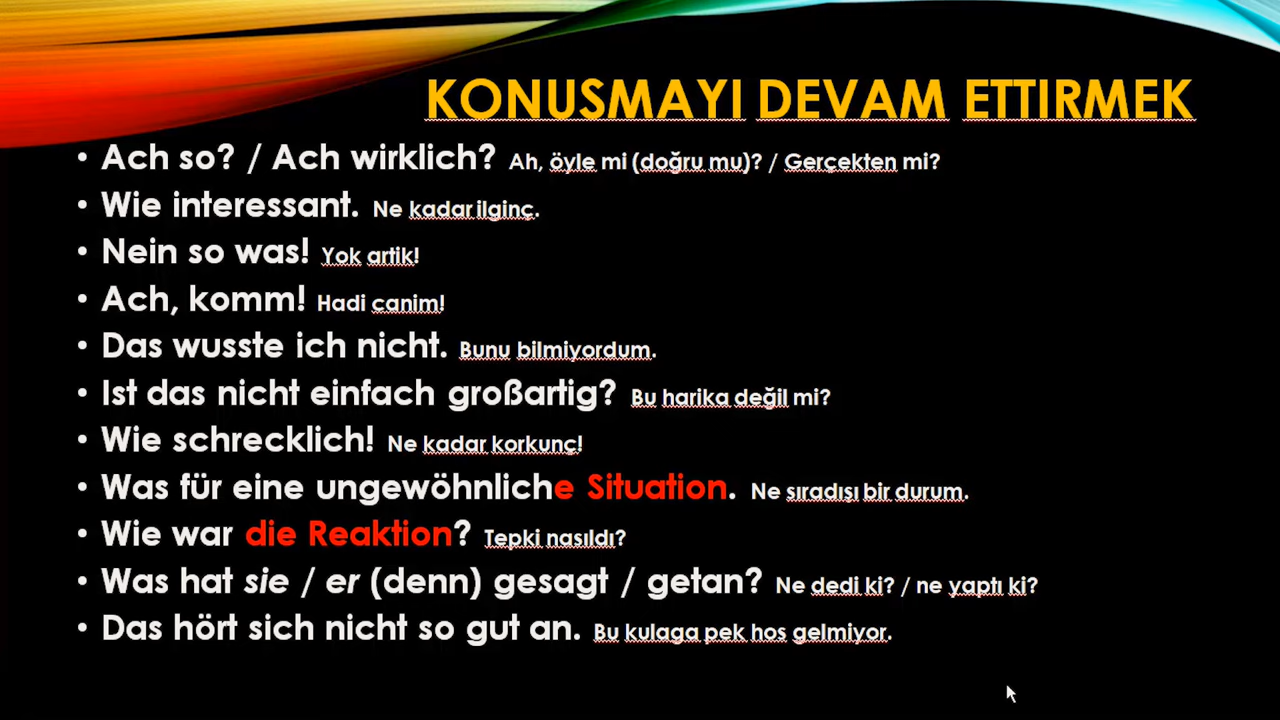 KONUSMAYI DEVAM ETTIRMEK
• Ach so? / Ach wirklich? Ah, öyle mi (doğru mu)? / Gerçekten mi?
• Wie interessant. Ne kadar ilginç.
• Nein so was! Yok artik!
• Ach, komm! Hadi canim!
• Das wusste ich nicht. Bunu bilmiyordum.
• Ist das nicht einfach großartig? Bu harika değil mi?
• Wie schrecklich! Ne kadar korkunç!
• Was für eine ungewöhnliche Situation. Ne sıradışı bir durum.
• Wie war die Reaktion? Tepki nasıldı?
• Was hat sie / er (denn) gesagt / getan? Ne dedi ki? / ne yaptı ki?
• Das hört sich nicht so gut an. Bu kulaga pek hos gelmiyor.